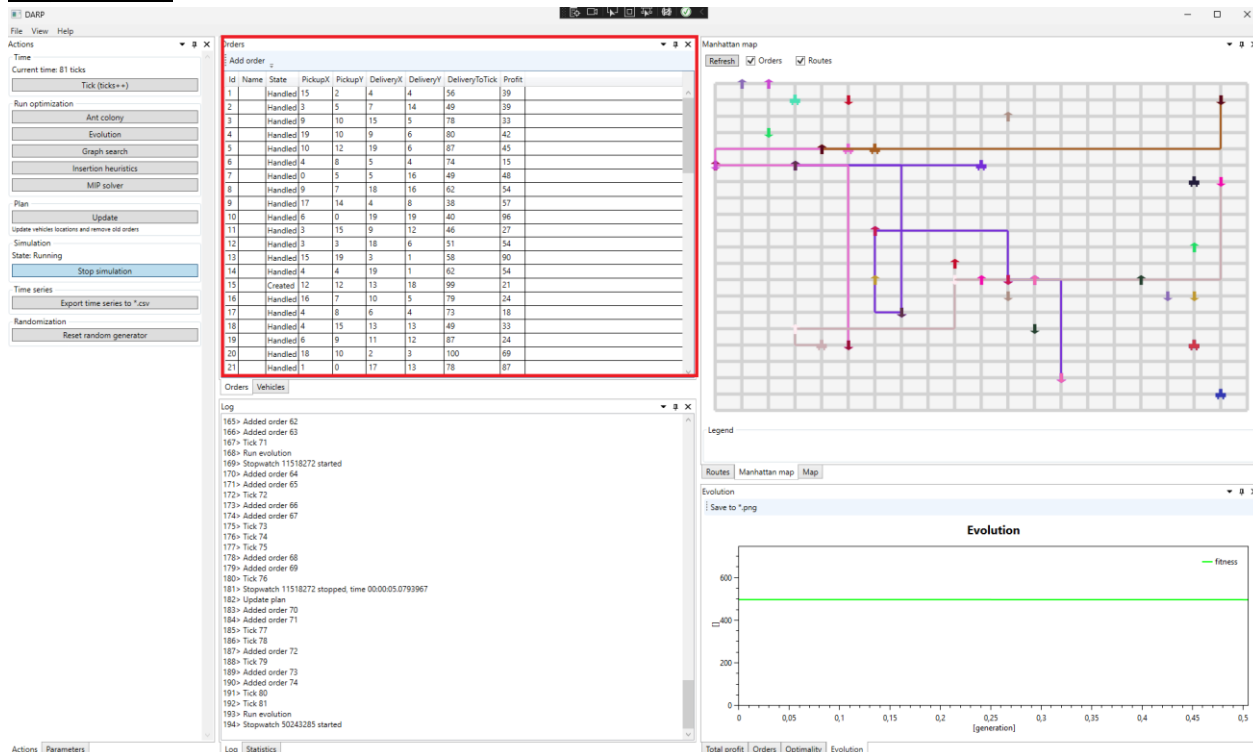 DARP
File View Help
Actions
Time
Current time: 81 ticks
Tick (ticks++)
Run optimization
Ant colony
Evolution
Graph search
Insertion heuristics
MIP solver
Plan
Update
Update vehicles locations and remove old orders
Simulation
State: Running
Stop simulation
Time series
Export time series to *.csv
Randomization
Reset random generator
Actions Parameters
Orders
Add order
Id Name State PickupX PickupY DeliveryX DeliveryY DeliveryToTick Profit
1 Handled 15 2 4 4 56 39
2 Handled 3 5 7 14 49 39
3 Handled 9 10 15 5 78 33
4 Handled 19 10 9 6 80 42
5 Handled 10 12 19 6 87 45
6 Handled 4 8 5 4 74 15
7 Handled 0 5 5 16 49 48
8 Handled 9 7 18 16 62 54
9 Handled 17 14 4 8 38 57
10 Handled 6 0 19 19 40 96
11 Handled 3 15 9 12 46 27
12 Handled 3 3 18 6 51 54
13 Handled 15 19 3 1 58 90
14 Handled 4 4 19 1 62 54
15 Created 12 12 13 18 99 21
16 Handled 16 7 10 5 79 24
17 Handled 4 8 6 4 73 18
18 Handled 4 15 13 13 49 33
19 Handled 6 9 11 12 87 24
20 Handled 18 10 2 3 100 69
21 Handled 1 0 17 13 78 87
Orders Vehicles
Log
165> Added order 62
166> Added order 63
167> Tick 71
168> Run evolution
169> Stopwatch 11518272 started
170> Added order 64
171> Added order 65
172> Tick 72
173> Added order 66
174> Added order 67
175> Tick 73
176> Tick 74
177> Tick 75
178> Added order 68
179> Added order 69
180> Tick 76
181> Stopwatch 11518272 stopped, time 00:00:05.0793967
182> Update plan
183> Added order 70
184> Added order 71
185> Tick 77
186> Tick 78
187> Added order 72
188> Tick 79
189> Added order 73
190> Added order 74
191> Tick 80
192> Tick 81
193> Run evolution
194> Stopwatch 50243285 started
Log Statistics
Manhattan map
Refresh Orders Routes
Legend
Routes Manhattan map Map
Evolution
Save to *.png
Evolution
fitness
600
400
200
0
[]
0 0,05 0,1 0,15 0,2 0,25 0,3 0,35 0,4 0,45 0,5
[generation]
Total profit Orders Optimality Evolution